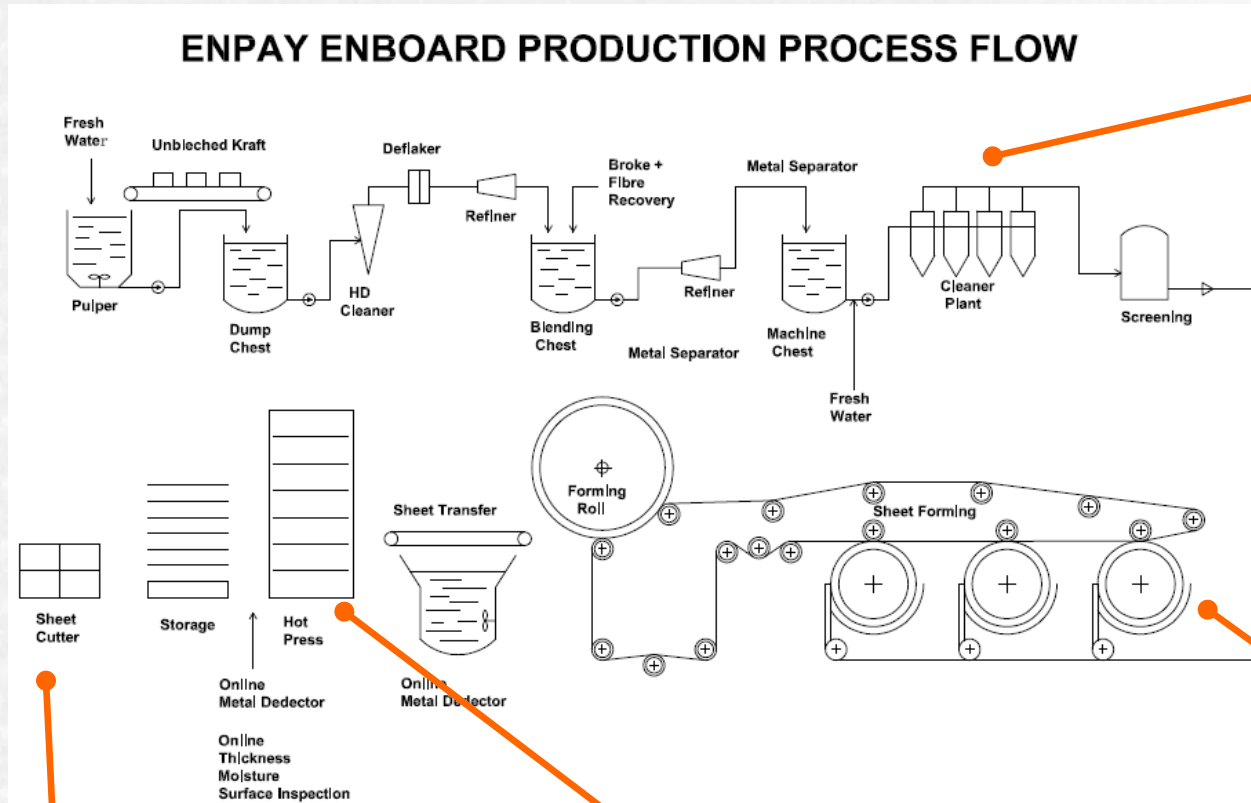 ENPAY ENBOARD PRODUCTION PROCESS FLOW
Fresh
Water
Unbleched Kraft
Deflaker
Broke +
Fibre
Recovery
Metal Separator
Refiner
Pulper
Dump
Chest
HD
Cleaner
Blending
Chest
Refiner
Metal Separator
Machine
Chest
Cleaner
Plant
Screening
Fresh
Water
Forming
Roll
Sheet Forming
Sheet Transfer
Sheet
Cutter
Storage
Hot
Press
Online
Metal Dedector
Online
Metal Dedector
Online
Thickness
Moisture
Surface Inspection